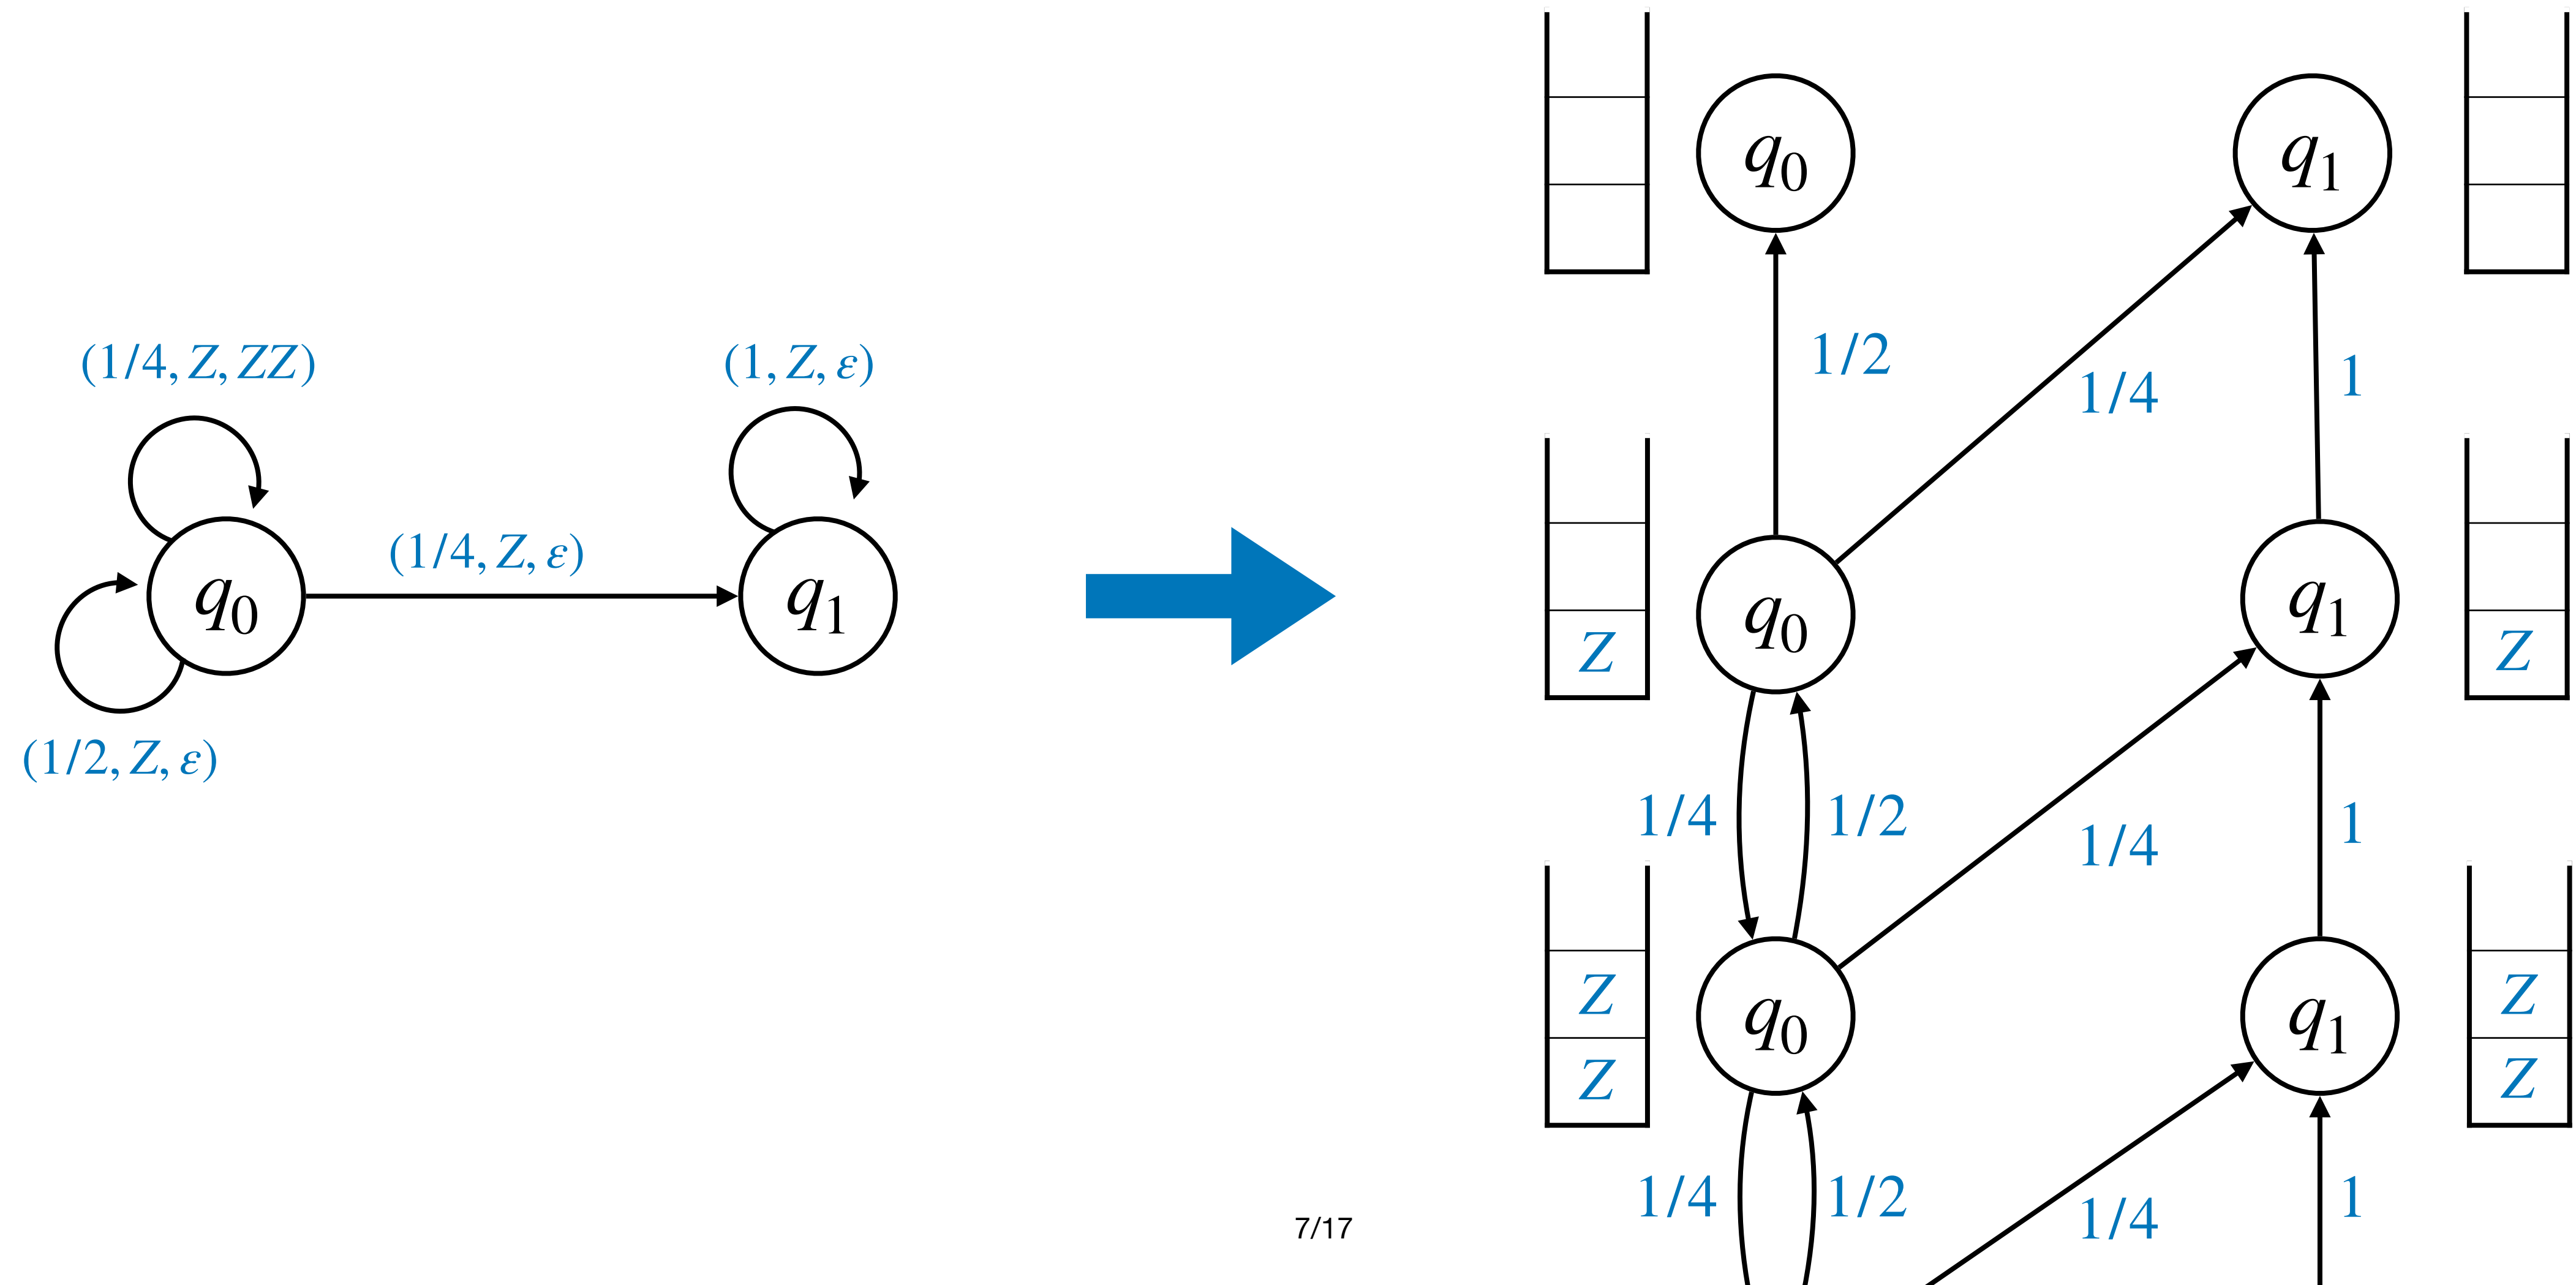 (1/4, Z, ZZ)
(1, Z, ε)
(1/4, Z, ε)
q₀
q₁
(1/2, Z, ε)
q₀
q₁
1/2
1/4
1
Z
q₀
q₁
Z
1/4
1/2
1/4
1
Z
Z
q₀
q₁
Z
Z
1/4
1/2
1/4
1
7/17